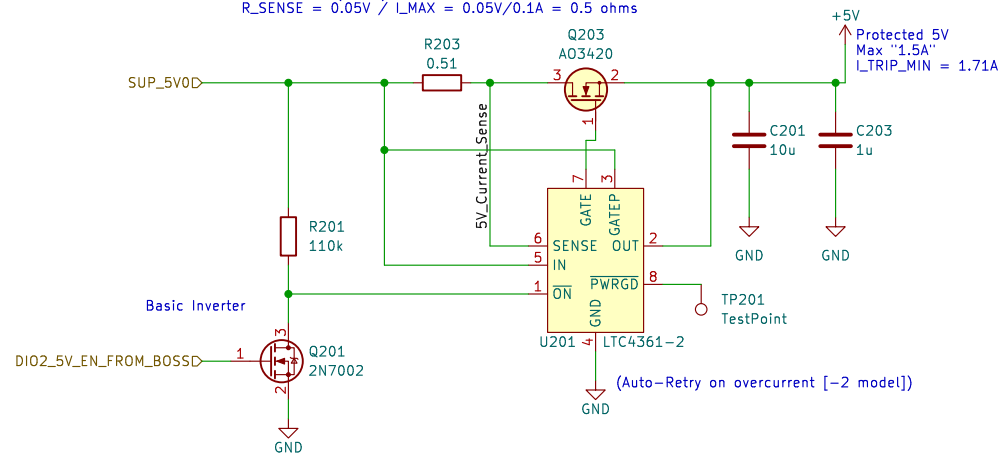 R_SENSE = 0.05V / I_MAX = 0.05V/0.1A = 0.5 ohms
+5V
Protected 5V
Max "1.5A"
I_TRIP_MIN = 1.71A
Q203
AO3420
R203
0.51
SUP_5V0
3
2
1
5V_Current_Sense
C201
10u
C203
1u
GND
GND
7
3
GATE
GATEP
R201
110k
6
SENSE
OUT
2
5
IN
1
ON
PWRGD
8
GND
4
TP201
TestPoint
U201
LTC4361-2
Basic Inverter
DIO2_5V_EN_FROM_BOSS
1
3
2
Q201
2N7002
(Auto-Retry on overcurrent [-2 model])
GND
GND